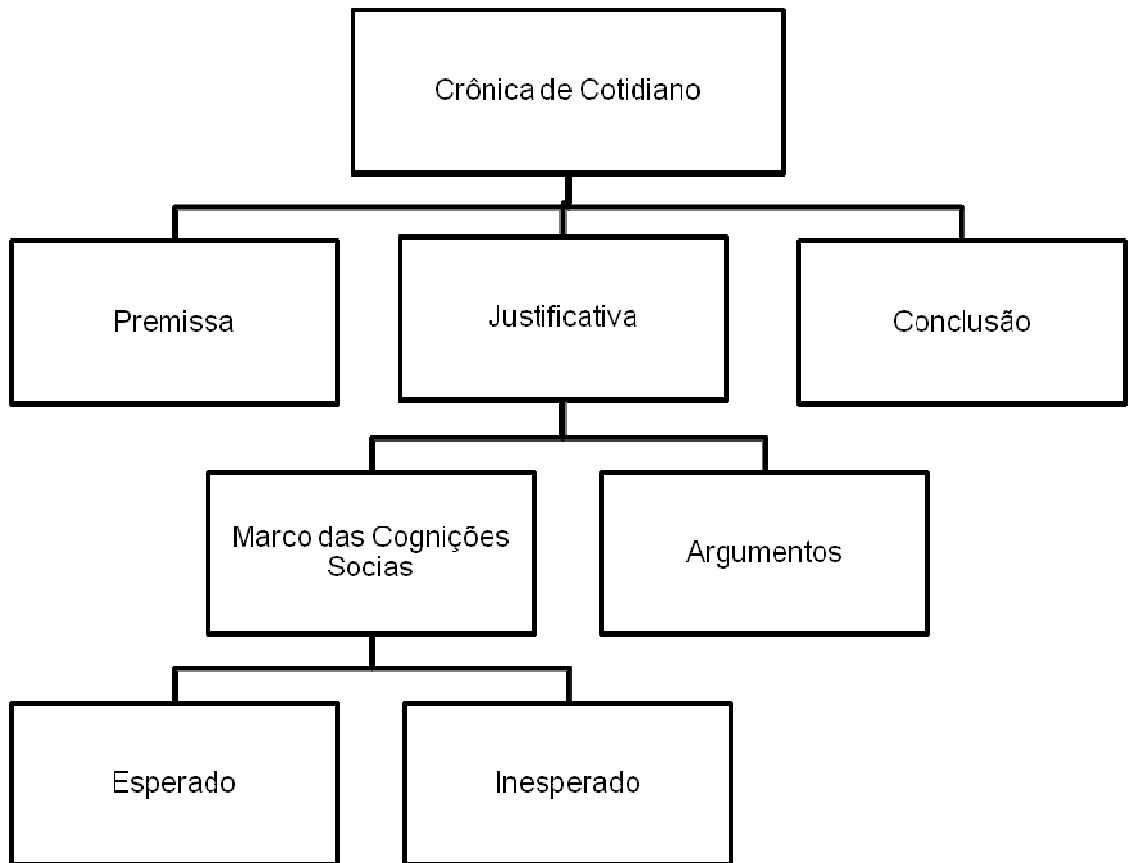 Crônica de Cotidiano
Premissa
Justificativa
Conclusão
Marco das Cognições
Socias
Argumentos
Esperado
Inesperado